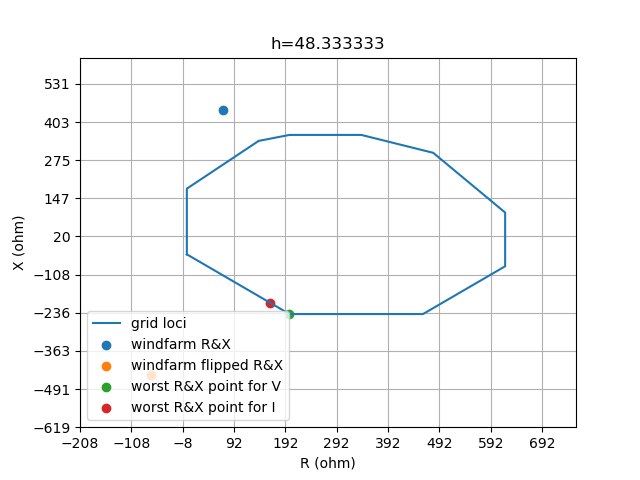 h=48.333333
X (ohm)
531
403
275
147
20
−108
−236
−363
−491
−619
grid loci
windfarm R&X
windfarm flipped R&X
worst R&X point for V
worst R&X point for I
−208 −108 −8 92 192 292 392 492 592 692
R (ohm)